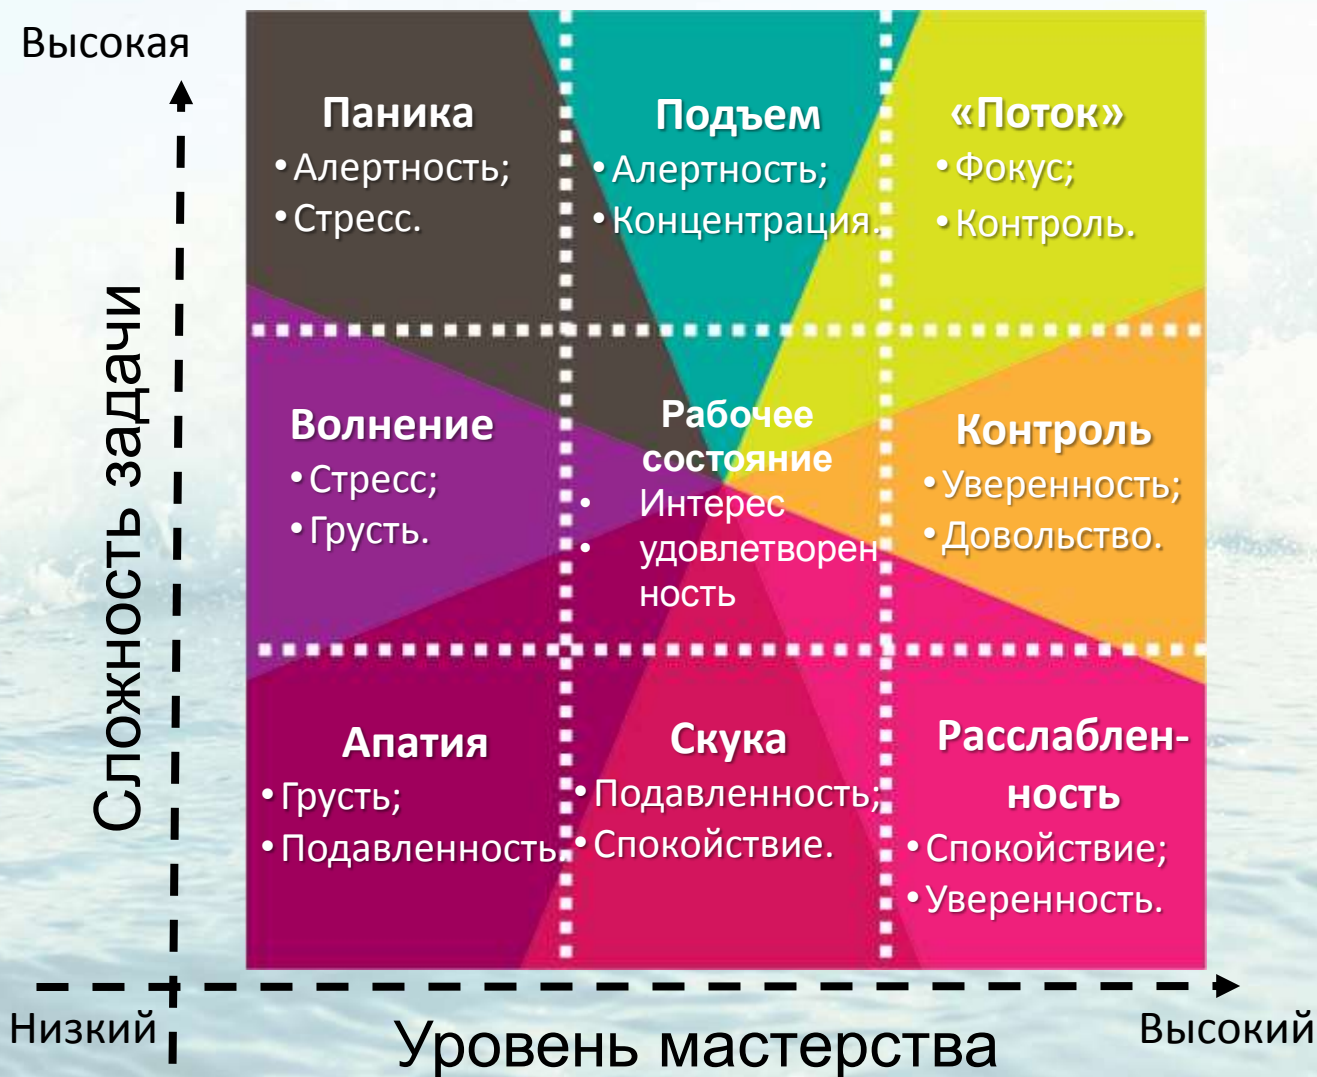 Высокая
Сложность задачи
Паника
• Алертность;
• Стресс.
Подъем
• Алертность;
• Концентрация.
«Поток»
• Фокус;
• Контроль.
Волнение
• Стресс;
• Грусть.
Рабочее
состояние
• Интерес
• удовлетворен
ность
Контроль
• Уверенность;
• Довольство.
Апатия
• Грусть;
• Подавленность.
Скука
• Подавленность;
• Спокойствие.
Расслаблен-
ность
• Спокойствие;
• Уверенность.
Низкий
Уровень мастерства
Высокий